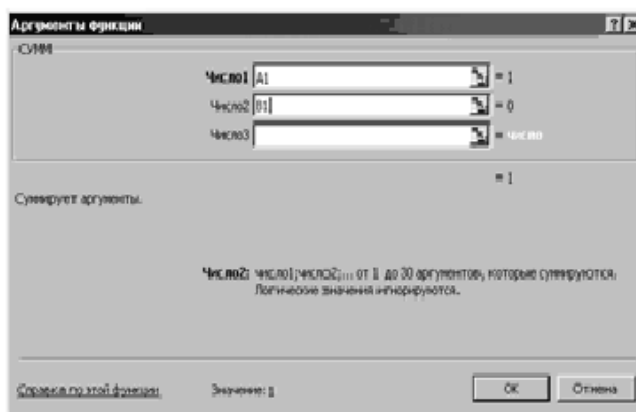 Аргументы функции
СУММ
Число1 A1 = 1
Число2 B1 = 0
Число3 = число
= 1
Суммирует аргументы.
Число2: число1;число2;... от 1 до 30 аргументов, которые суммируются.
Логические значения игнорируются.
Справка по этой функции Значение: 1 OK Отмена